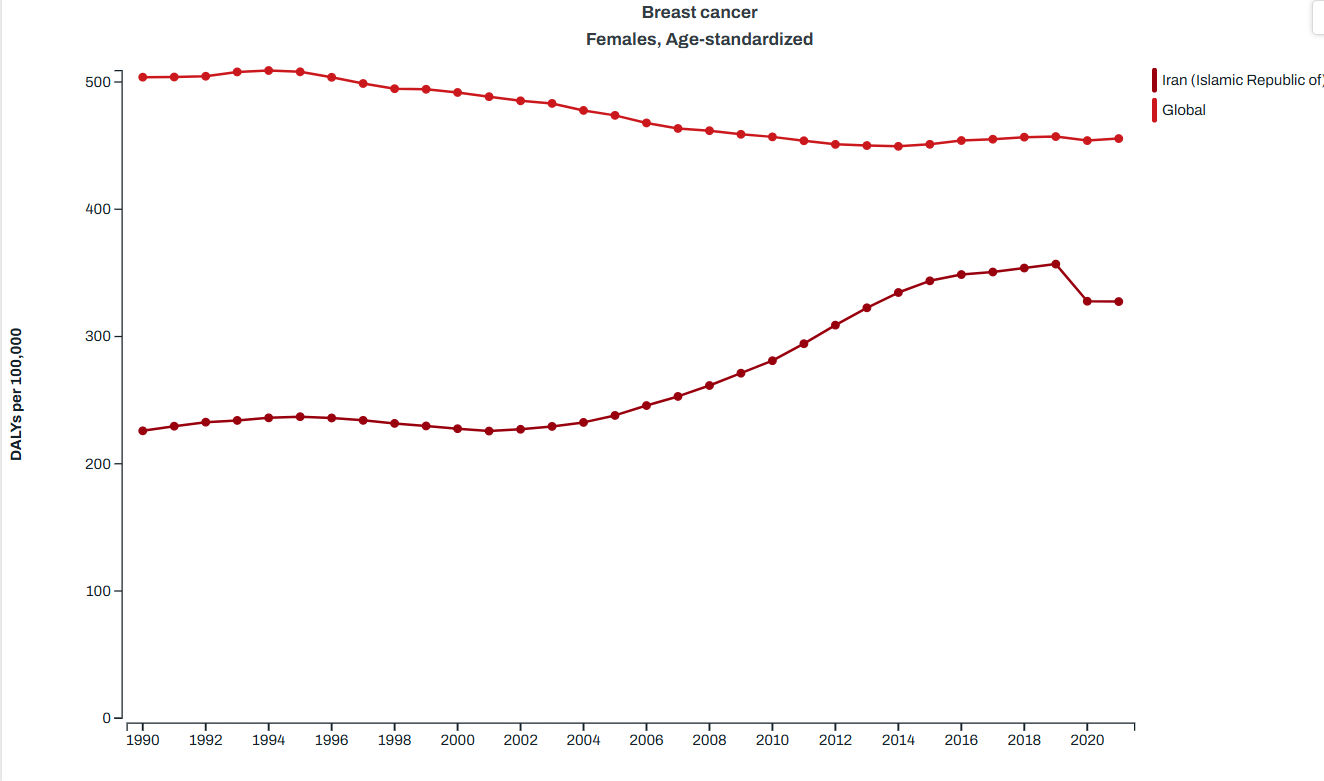 Breast cancer
Females, Age-standardized
Iran (Islamic Republic of)
Global
DALYs per 100,000
500
400
300
200
100
0
1990 1992 1994 1996 1998 2000 2002 2004 2006 2008 2010 2012 2014 2016 2018 2020